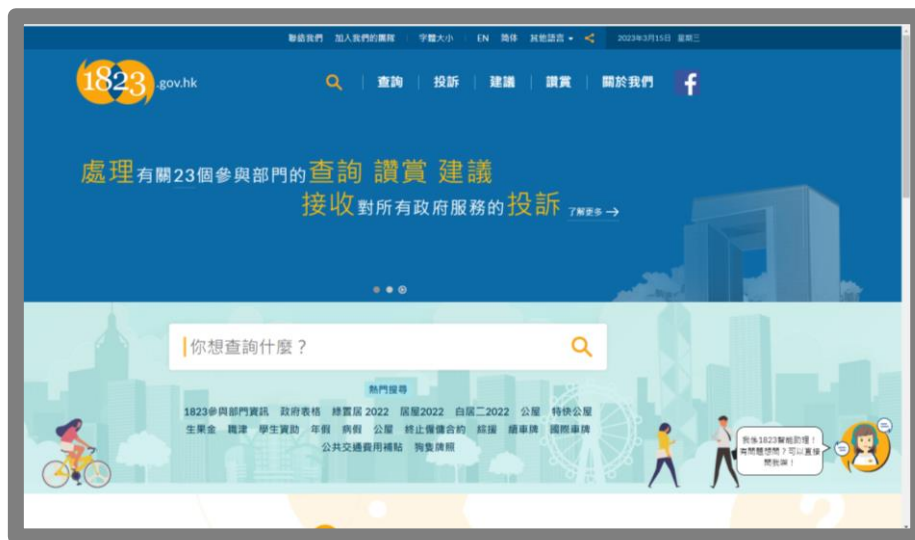 聯絡我們 加入我們的團隊 字體大小 EN 简体 其他語言 2023年3月15日 星期三
1823.gov.hk 查詢 投訴 建議 讚賞 關於我們 f
處理有關23個參與部門的查詢 讚賞 建議
接收對所有政府服務的投訴 了解更多 →
你想查詢什麼？
熱門搜尋
1823參與部門資訊 政府表格 綠置居 2022 居屋2022 白居二2022 公屋 特快公屋
生果金 職津 學生資助 年假 病假 公屋 終止僱傭合約 綜援 續車牌 國際車牌
公共交通費用補貼 狗隻牌照
我係1823智能助理！
有問題想問？可以直接
問我㗎！